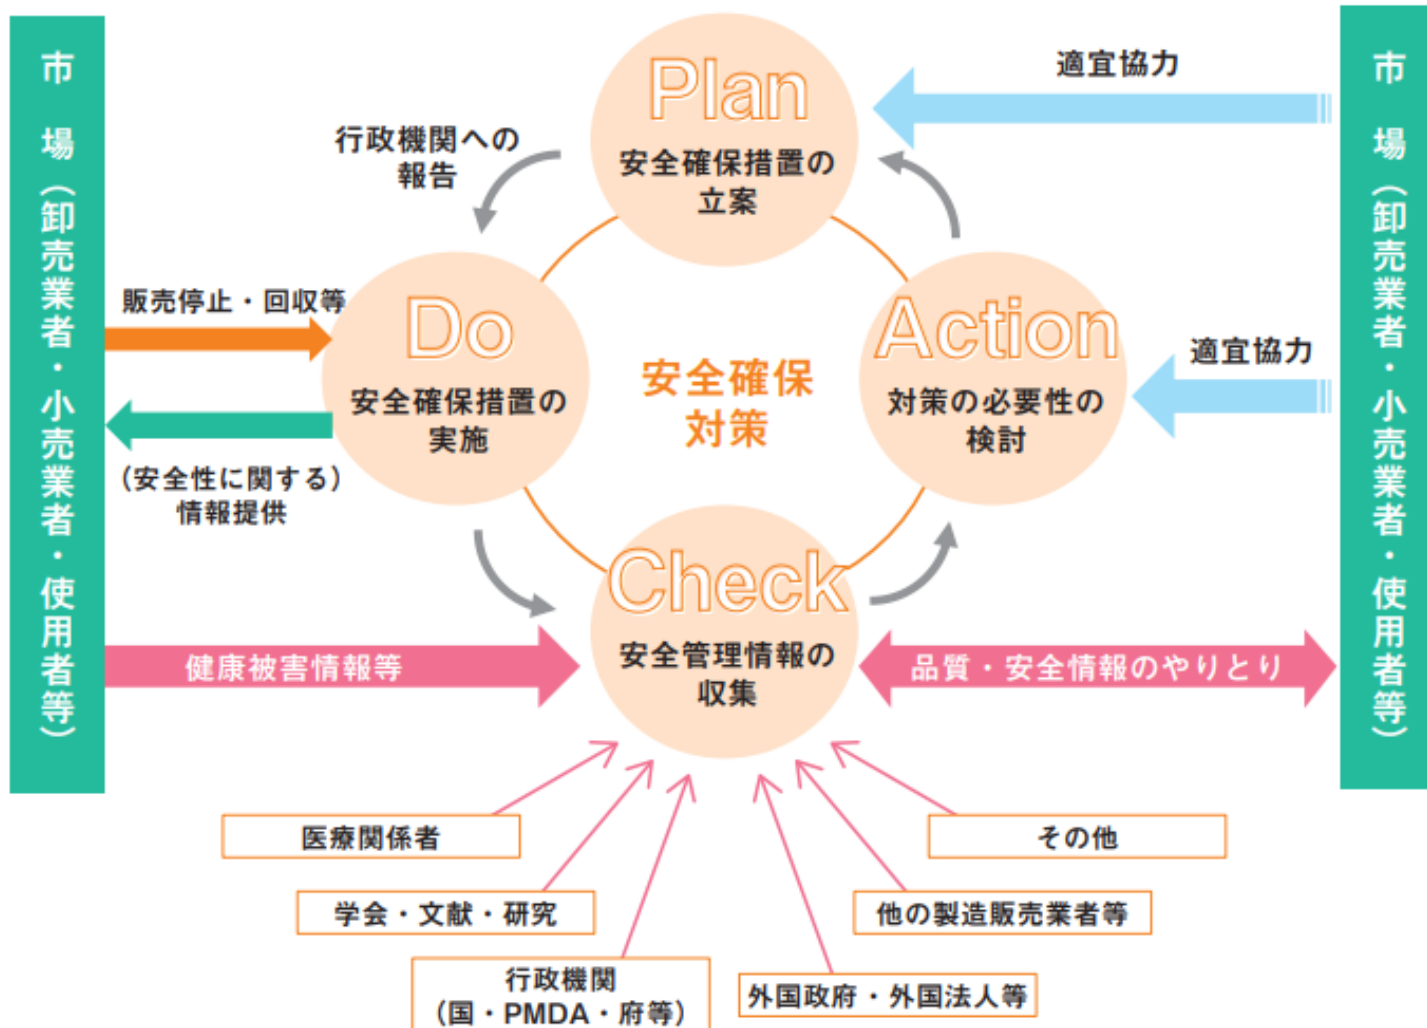 市場（卸売業者・小売業者・使用者等）
Plan
安全確保措置の
立案
適宜協力
市場（卸売業者・小売業者・使用者等）
行政機関への
報告
販売停止・回収等
Do
安全確保措置の
実施
（安全性に関する）
情報提供
安全確保
対策
Action
対策の必要性の
検討
適宜協力
健康被害情報等
Check
安全管理情報の
収集
品質・安全情報のやりとり
医療関係者
その他
学会・文献・研究
他の製造販売業者等
行政機関
（国・PMDA・府等）
外国政府・外国法人等